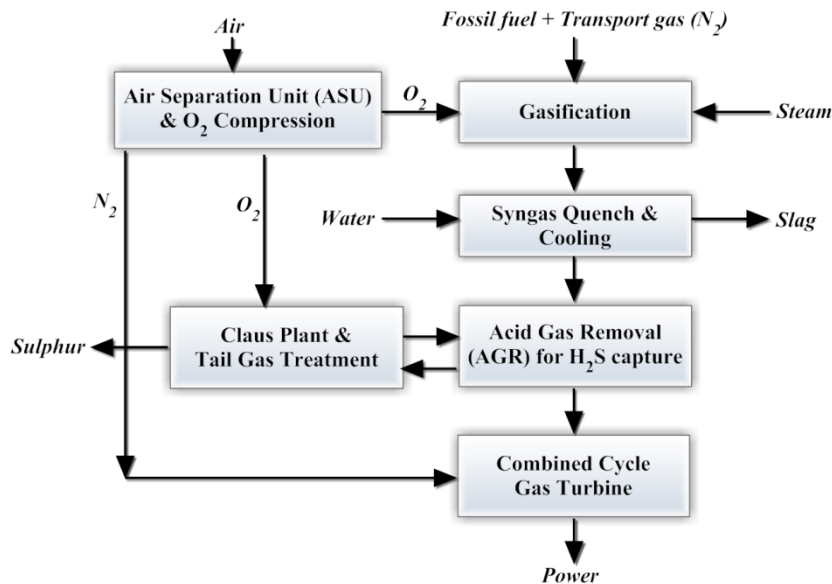 Air
Fossil fuel + Transport gas (N₂)
Air Separation Unit (ASU)
& O₂ Compression
O₂
Gasification
Steam
N₂
O₂
Water
Syngas Quench &
Cooling
Slag
Sulphur
Claus Plant &
Tail Gas Treatment
Acid Gas Removal
(AGR) for H₂S capture
Combined Cycle
Gas Turbine
Power